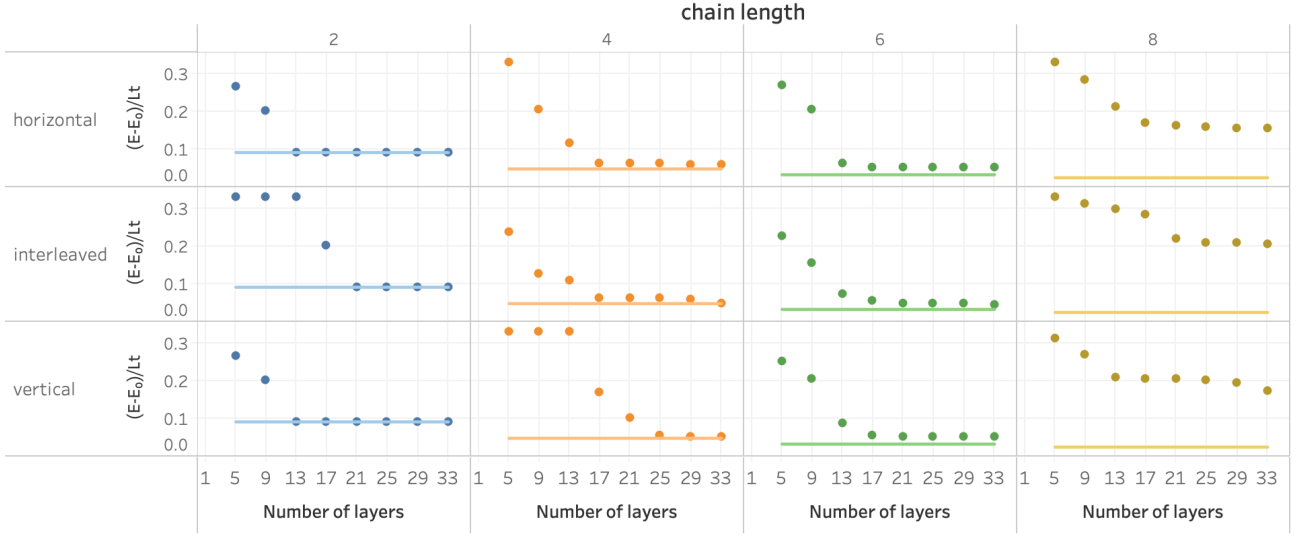 chain length
2 4 6 8
horizontal
(E-E₀)/Lt
0.3
0.2
0.1
0.0
interleaved
(E-E₀)/Lt
0.3
0.2
0.1
0.0
vertical
(E-E₀)/Lt
0.3
0.2
0.1
0.0
1 5 9 13 17 21 25 29 33 1 5 9 13 17 21 25 29 33 1 5 9 13 17 21 25 29 33 1 5 9 13 17 21 25 29 33
Number of layers Number of layers Number of layers Number of layers